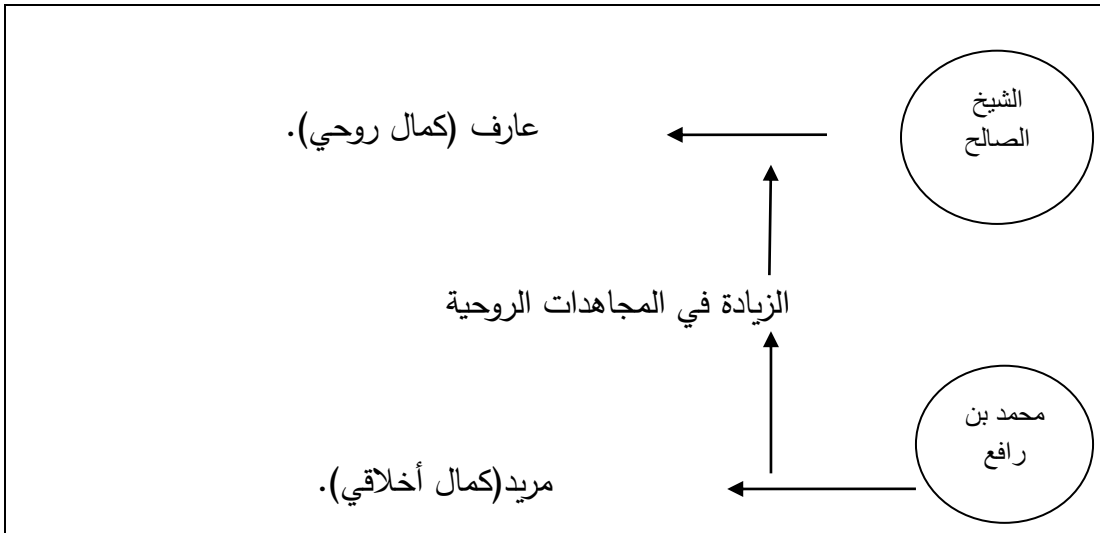 الشيخ
الصالح
عارف (كمال روحي).
الزيادة في المجاهدات الروحية
محمد بن
رافع
مريد(كمال أخلاقي).